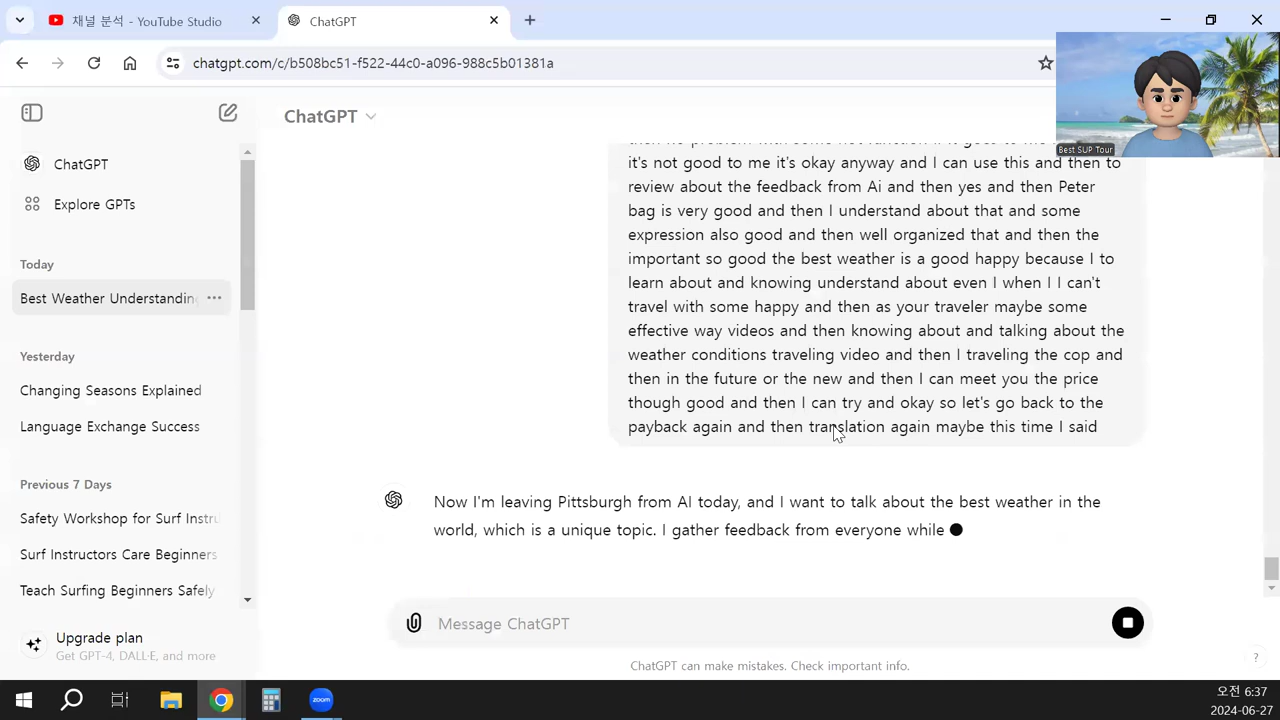 채널 분석 - YouTube Studio
ChatGPT
chatgpt.com/c/b508bc51-f522-44c0-a096-988c5b01381a
Best SUP Tour
ChatGPT
ChatGPT
Explore GPTs
Today
Best Weather Understandin
Yesterday
Changing Seasons Explained
Language Exchange Success
Previous 7 Days
Safety Workshop for Surf Instru
Surf Instructors Care Beginners
Teach Surfing Beginners Safely
Upgrade plan
Get GPT-4, DALL·E, and more
it's not good to me it's okay anyway and I can use this and then to
review about the feedback from Ai and then yes and then Peter
bag is very good and then I understand about that and some
expression also good and then well organized that and then the
important so good the best weather is a good happy because I to
learn about and knowing understand about even I when I I can't
travel with some happy and then as your traveler maybe some
effective way videos and then knowing about and talking about the
weather conditions traveling video and then I traveling the cop and
then in the future or the new and then I can meet you the price
though good and then I can try and okay so let's go back to the
payback again and then translation again maybe this time I said
Now I'm leaving Pittsburgh from AI today, and I want to talk about the best weather in the
world, which is a unique topic. I gather feedback from everyone while
Message ChatGPT
ChatGPT can make mistakes. Check important info.
?
zoom
오전 6:37
2024-06-27